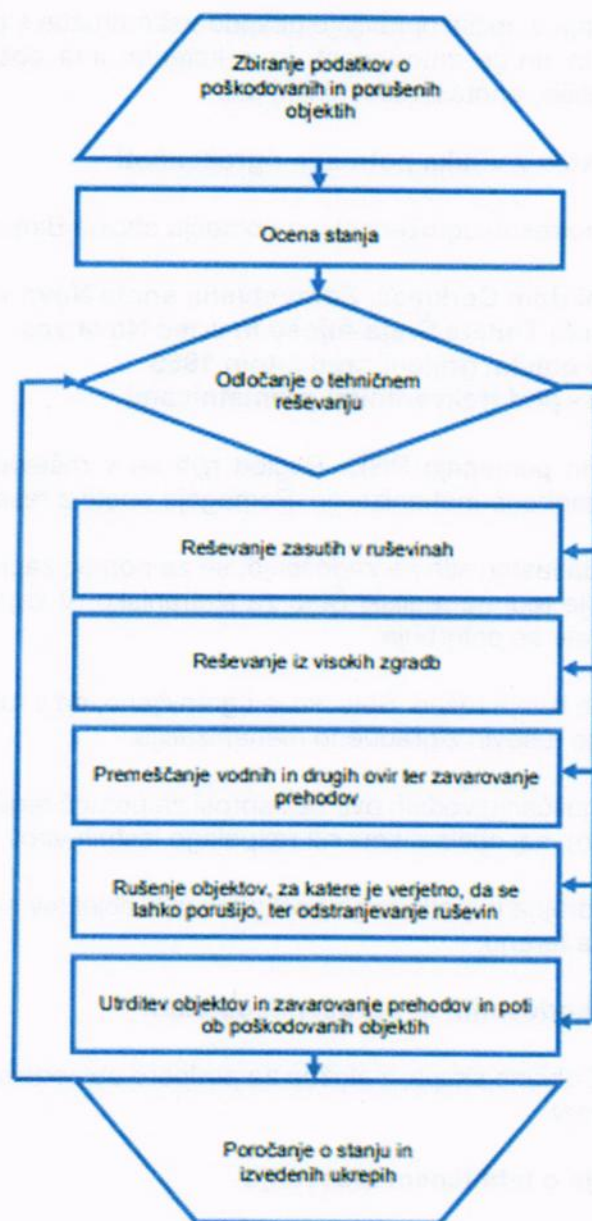 Zbiranje podatkov o
poškodovanih in porušenih
objektih
Ocena stanja
Odločanje o tehničnem
reševanju
Reševanje zasutih v ruševinah
Reševanje iz visokih zgradb
Premeščanje vodnih in drugih ovir ter zavarovanje
prehodov
Rušenje objektov, za katere je verjetno, da se
lahko porušijo, ter odstranjevanje ruševin
Utrditev objektov in zavarovanje prehodov in poti
ob poškodovanih objektih
Poročanje o stanju in
izvedenih ukrepih